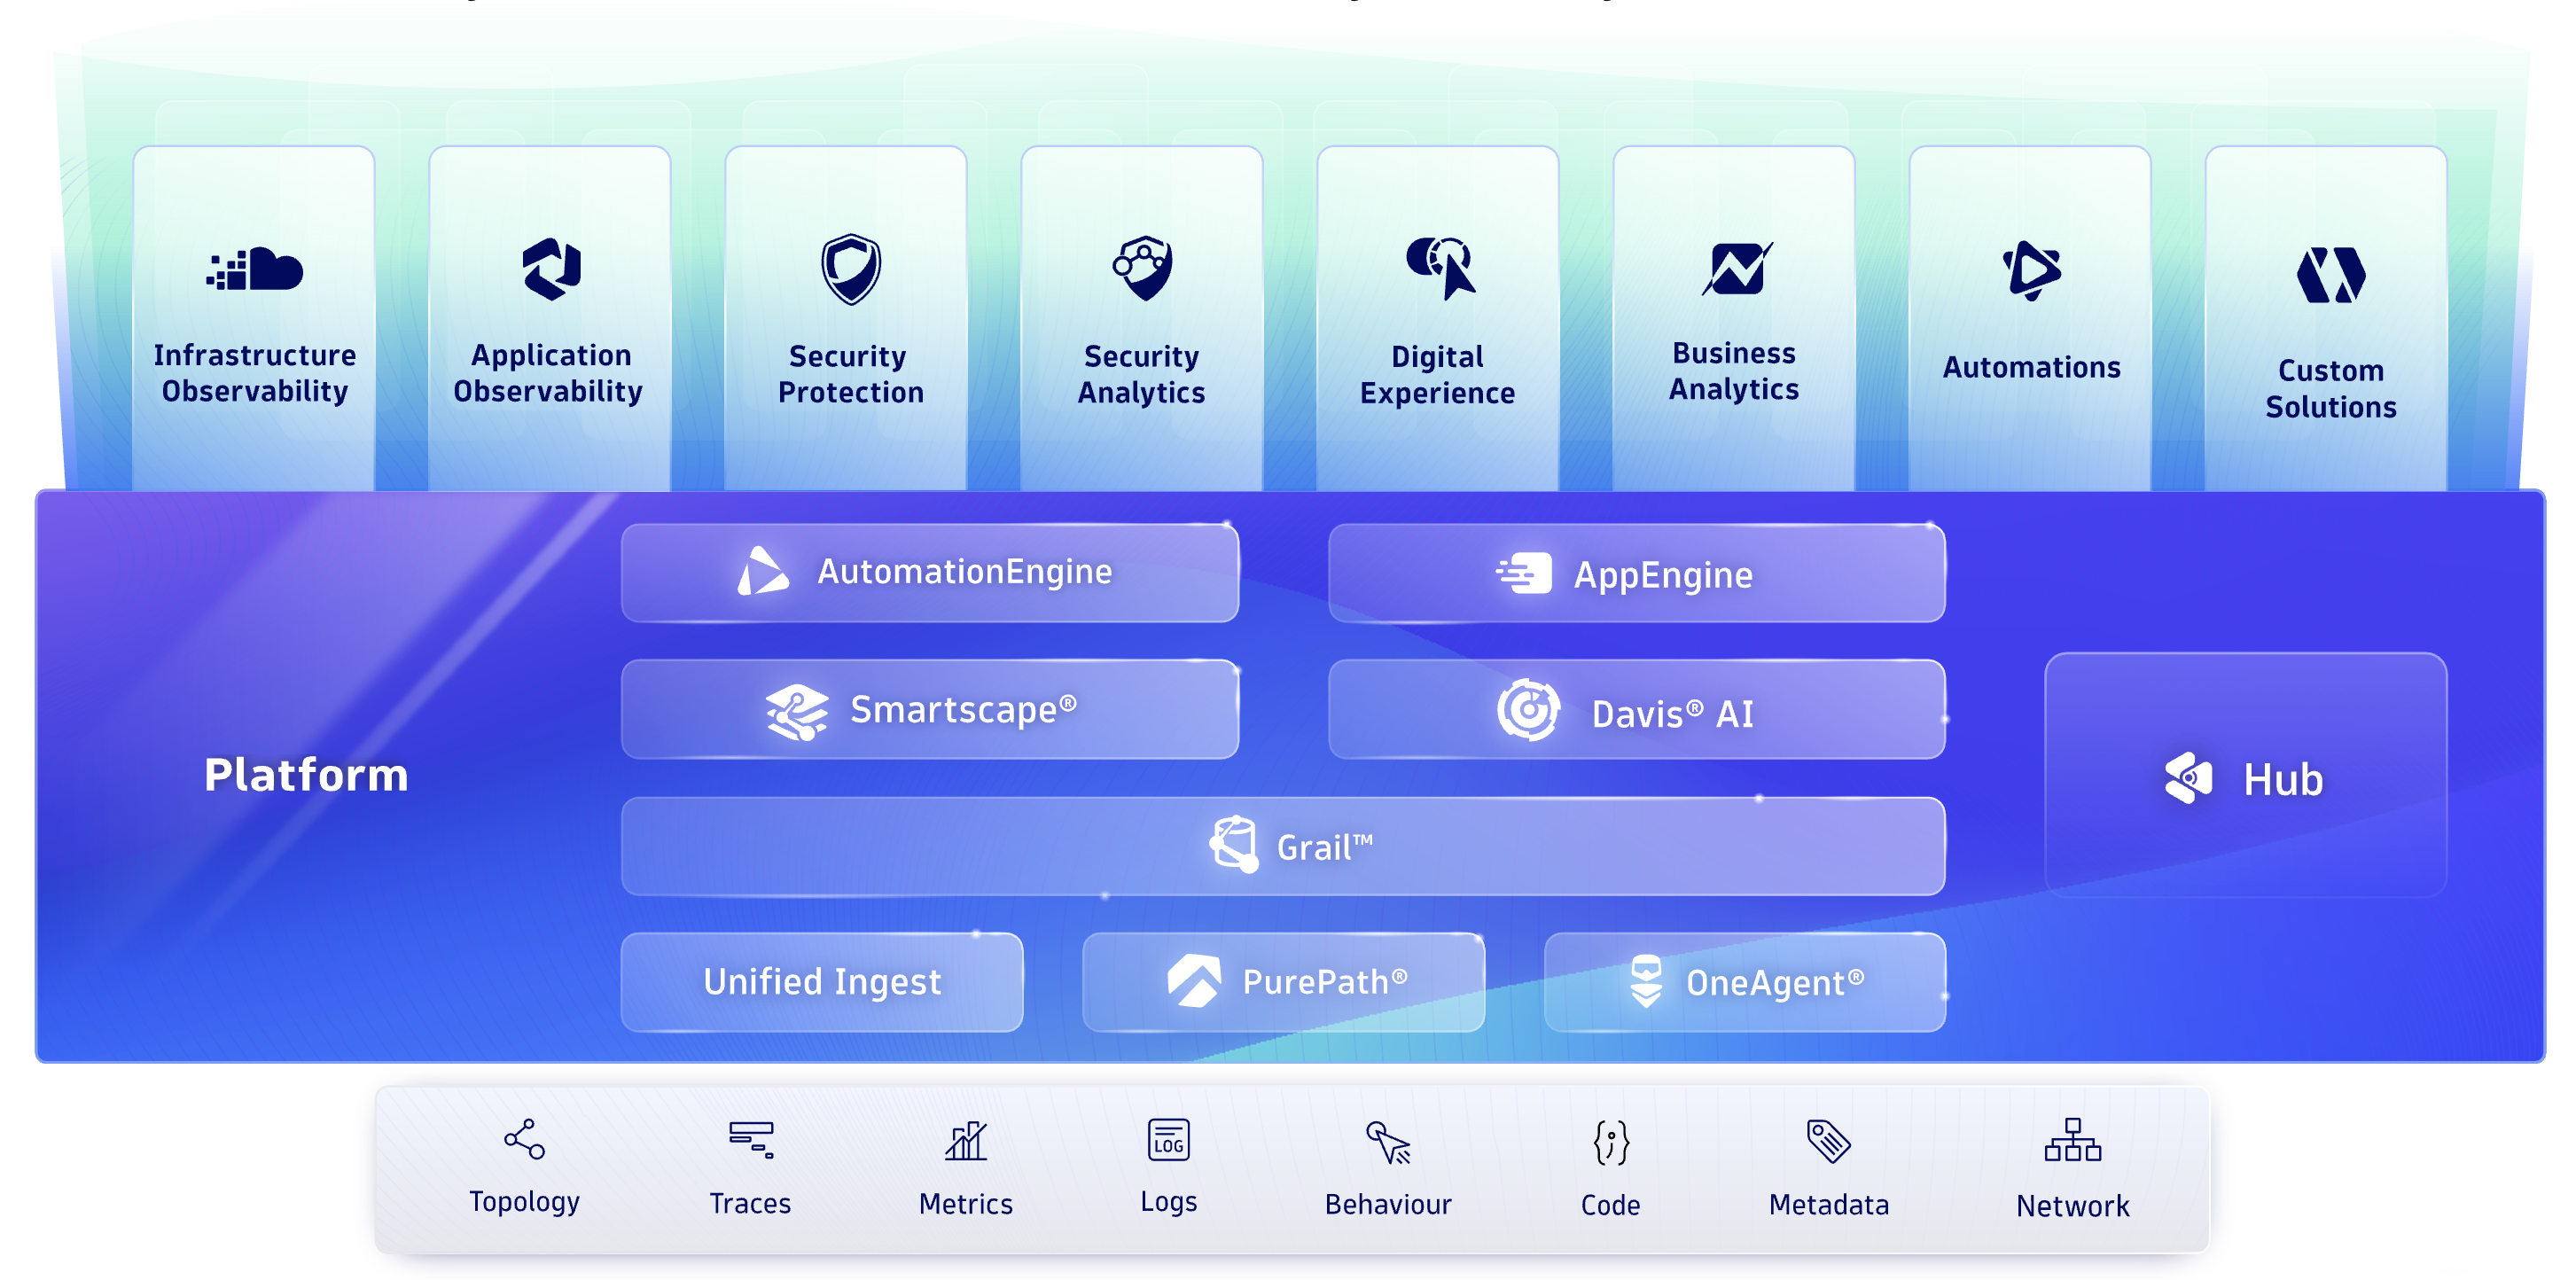 Infrastructure
Observability
Application
Observability
Security
Protection
Security
Analytics
Digital
Experience
Business
Analytics
Automations
Custom
Solutions
Platform
AutomationEngine
AppEngine
Smartscape®
Davis® AI
Grail™
Hub
Unified Ingest
PurePath®
OneAgent®
LOG
Topology
Traces
Metrics
Logs
Behaviour
Code
Metadata
Network